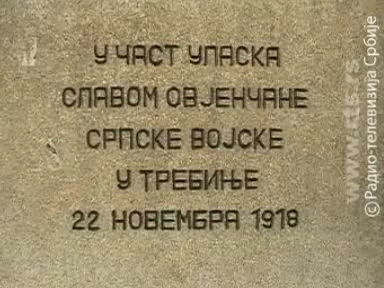 У ЧАСТ УЛАСКА
СЛАВОМ ОВЈЕНЧАНЕ
СРПСКЕ ВОЈСКЕ
У ТРЕБИЊЕ
22 НОВЕМБРА 1918
www.rts.rs
© Радио-телевизија Србије